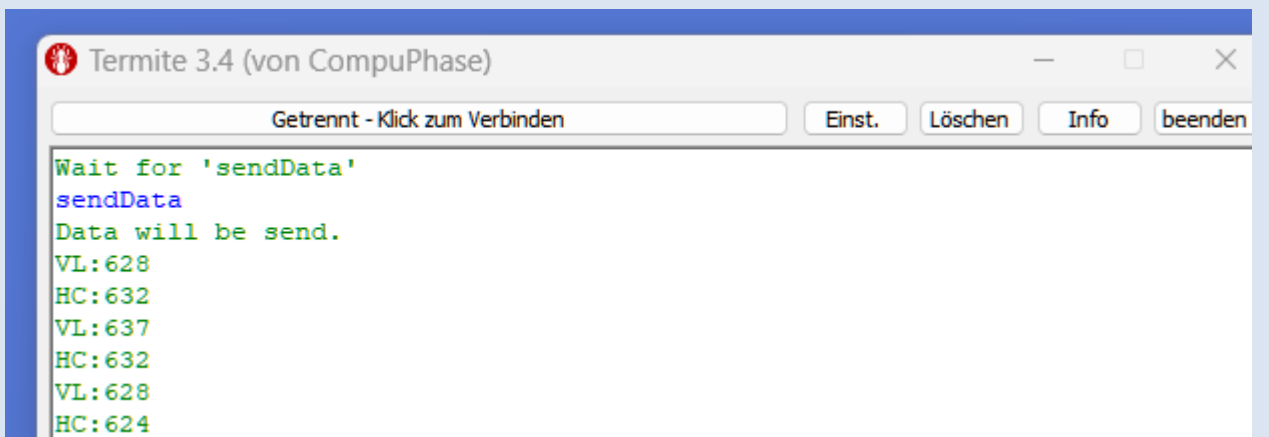 Termite 3.4 (von CompuPhase)
Getrennt - Klick zum Verbinden Einst. Löschen Info beenden
Wait for 'sendData'
sendData
Data will be send.
VL:628
HC:632
VL:637
HC:632
VL:628
HC:624